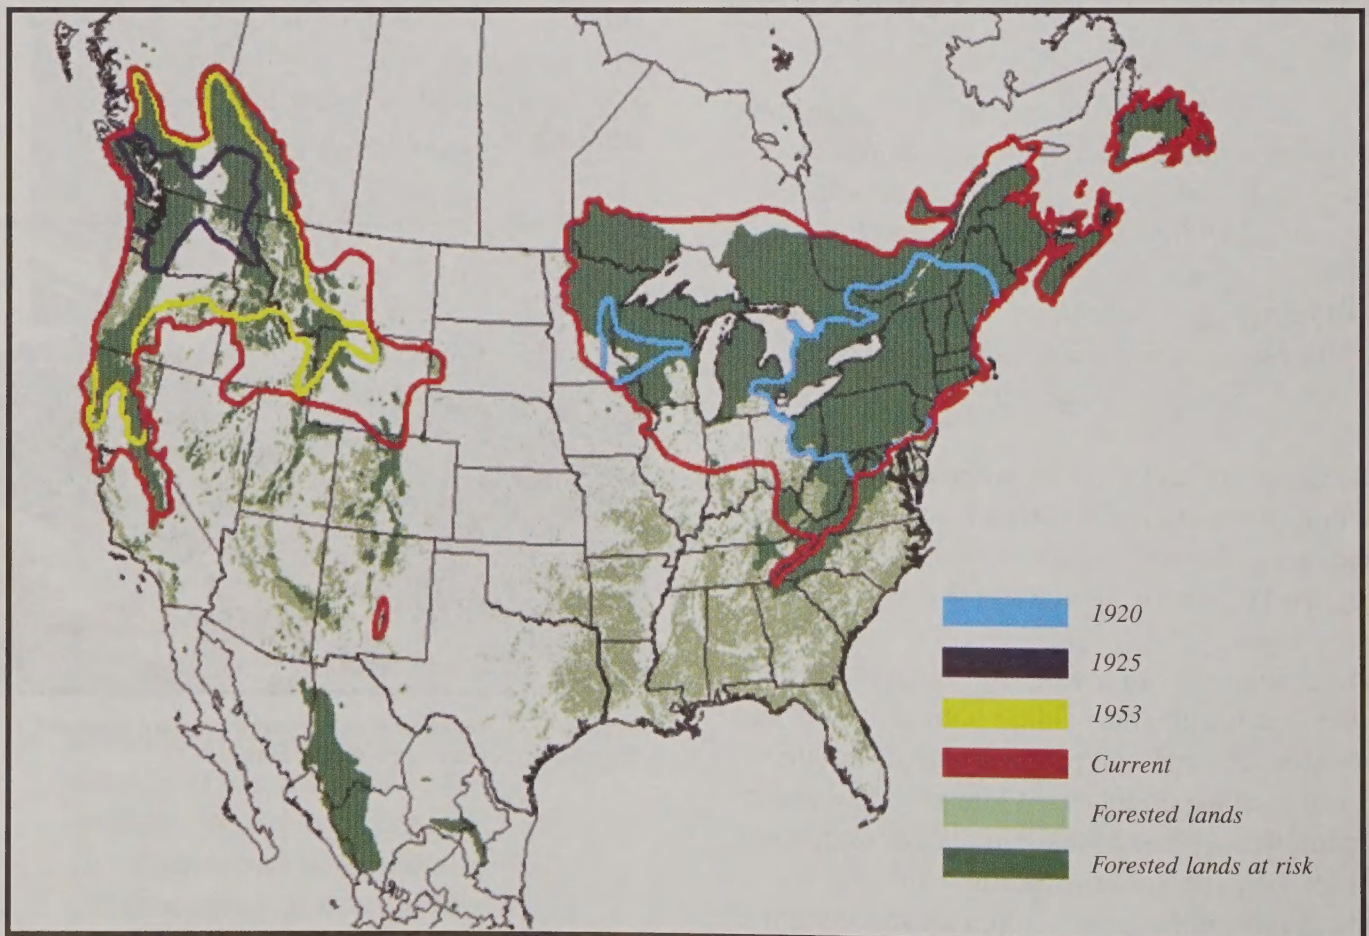 1920
1925
1953
Current
Forested lands
Forested lands at risk